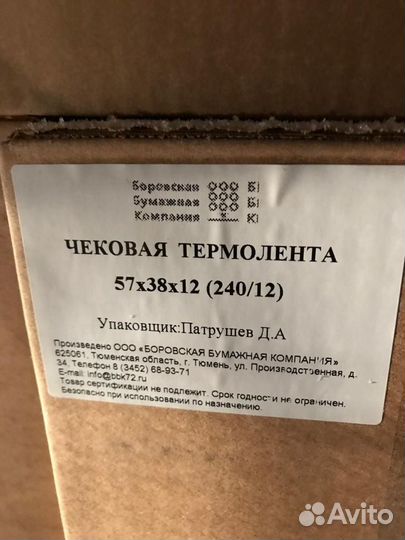 Боровская Б
Бумажная Б
Компания К
ЧЕКОВАЯ ТЕРМОЛЕНТА
57х38х12 (240/12)
Упаковщик:Патрушев Д.А
Произведено ООО «БОРОВСКАЯ БУМАЖНАЯ КОМПАНИЯ»
625061, Тюменская область, г. Тюмень, ул. Производственная, д.
34. Телефон 8 (3452) 68-93-71
E-mail: info@bbk72.ru
Товар сертификации не подлежит. Срок годности не ограничен.
Безопасно при использовании по назначению.
Avito